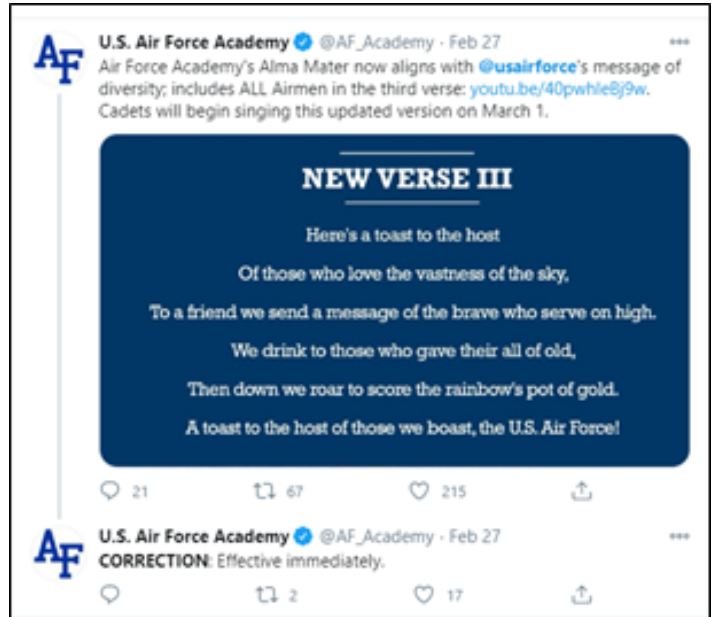 AF U.S. Air Force Academy @AF_Academy · Feb 27
Air Force Academy's Alma Mater now aligns with @usairforce's message of
diversity; includes ALL Airmen in the third verse: youtu.be/40pwhle8j9w.
Cadets will begin singing this updated version on March 1.
NEW VERSE III
Here's a toast to the host
Of those who love the vastness of the sky,
To a friend we send a message of the brave who serve on high.
We drink to those who gave their all of old,
Then down we roar to score the rainbow's pot of gold.
A toast to the host of those we boast, the U.S. Air Force!
21 67 215
AF U.S. Air Force Academy @AF_Academy · Feb 27
CORRECTION: Effective immediately.
2 17